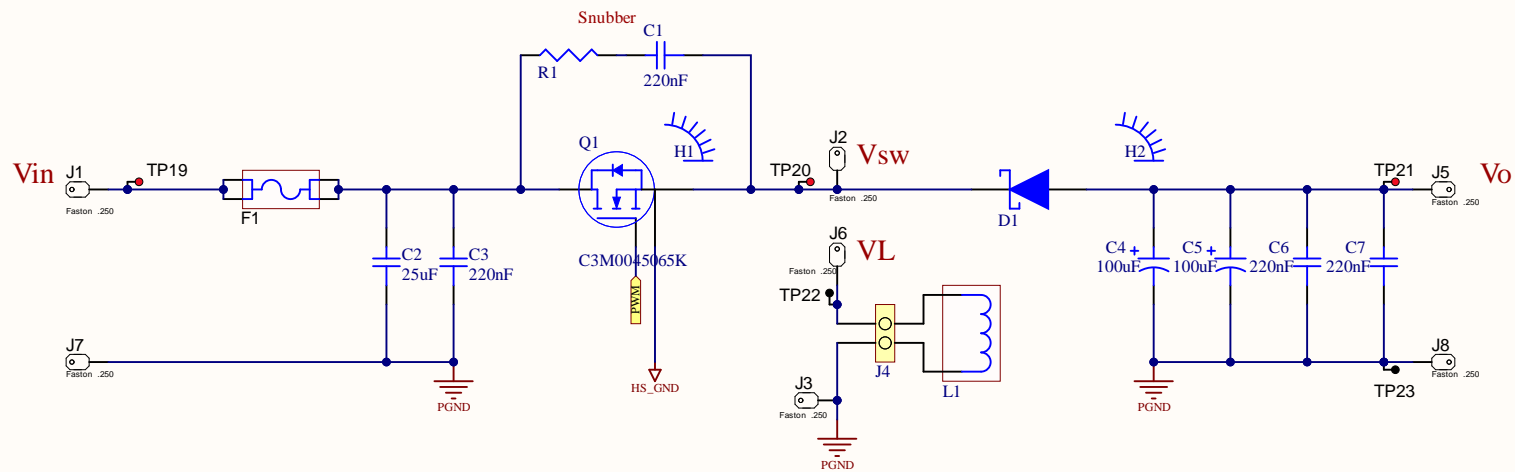 Snubber
C1
R1
220nF
Vin
J1
TP19
Faston .250
F1
Q1
H1
TP20
J2
Vsw
Faston .250
D1
H2
TP21
J5
Vo
Faston .250
C2
25uF
C3
220nF
C3M0045065K
PWM
HS_GND
J6
VL
Faston .250
TP22
J4
L1
J3
Faston .250
PGND
C4
+
100uF
C5
+
100uF
C6
220nF
C7
220nF
J7
Faston .250
PGND
PGND
J8
Faston .250
TP23